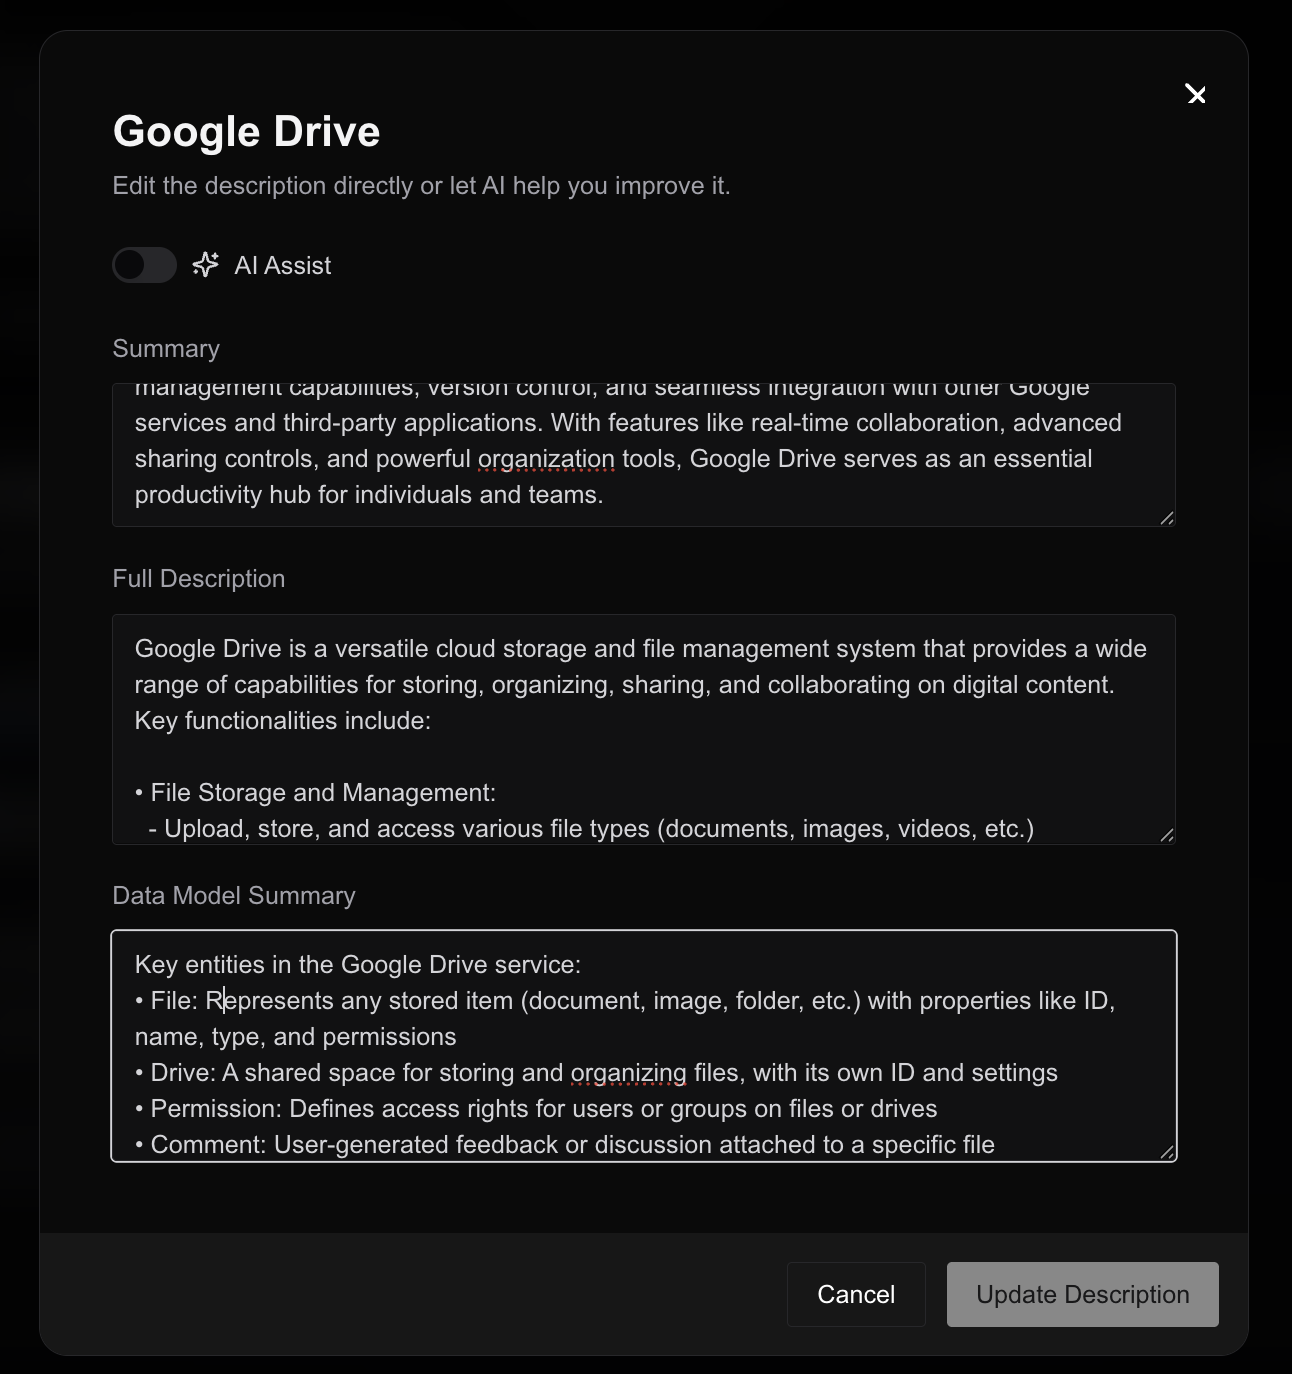 Google Drive
Edit the description directly or let AI help you improve it.
AI Assist
Summary
management capabilities, version control, and seamless integration with other Google
services and third-party applications. With features like real-time collaboration, advanced
sharing controls, and powerful organization tools, Google Drive serves as an essential
productivity hub for individuals and teams.
Full Description
Google Drive is a versatile cloud storage and file management system that provides a wide
range of capabilities for storing, organizing, sharing, and collaborating on digital content.
Key functionalities include:
• File Storage and Management:
- Upload, store, and access various file types (documents, images, videos, etc.)
Data Model Summary
Key entities in the Google Drive service:
• File: Represents any stored item (document, image, folder, etc.) with properties like ID,
name, type, and permissions
• Drive: A shared space for storing and organizing files, with its own ID and settings
• Permission: Defines access rights for users or groups on files or drives
• Comment: User-generated feedback or discussion attached to a specific file
Cancel
Update Description